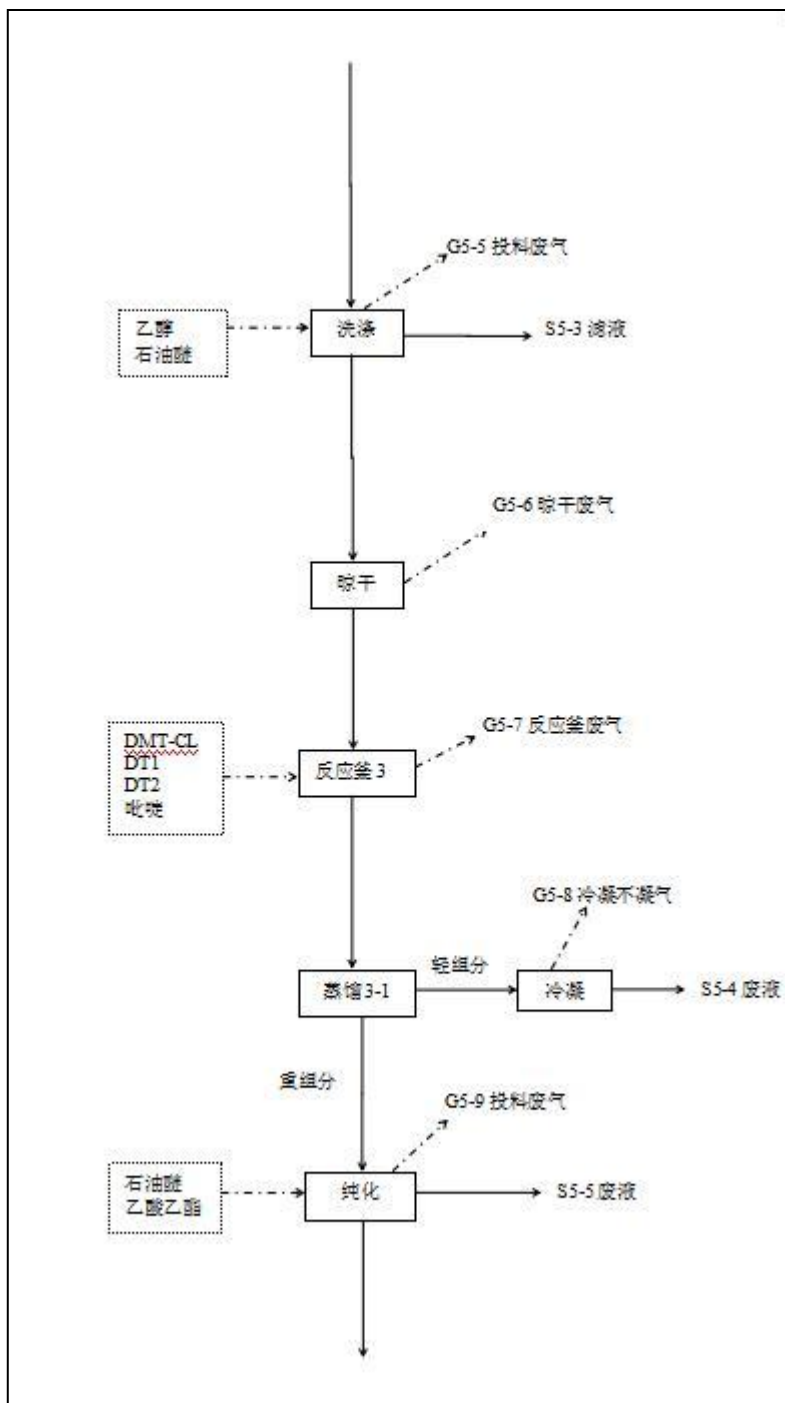 G5-5 投料废气
乙醇
石油醚
洗涤
S5-3 滤液
G5-6 晾干废气
晾干
DMT-CL
DT1
DT2
吡啶
G5-7 反应釜废气
反应釜 3
G5-8 冷凝不凝气
轻组分
蒸馏 3-1
冷凝
S5-4 废液
重组分
G5-9 投料废气
石油醚
乙酸乙酯
纯化
S5-5 废液